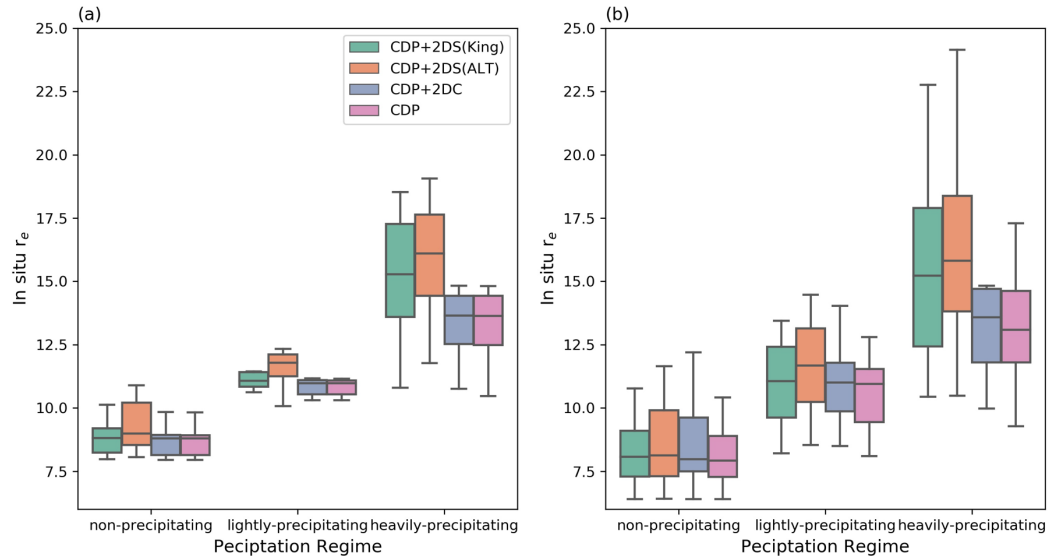 (a)
(b)
25.0
22.5
20.0
17.5
15.0
12.5
10.0
7.5
In situ rₑ
CDP+2DS(King)
CDP+2DS(ALT)
CDP+2DC
CDP
non-precipitating
lightly-precipitating
heavily-precipitating
Peciptation Regime
25.0
22.5
20.0
17.5
15.0
12.5
10.0
7.5
In situ rₑ
non-precipitating
lightly-precipitating
heavily-precipitating
Peciptation Regime